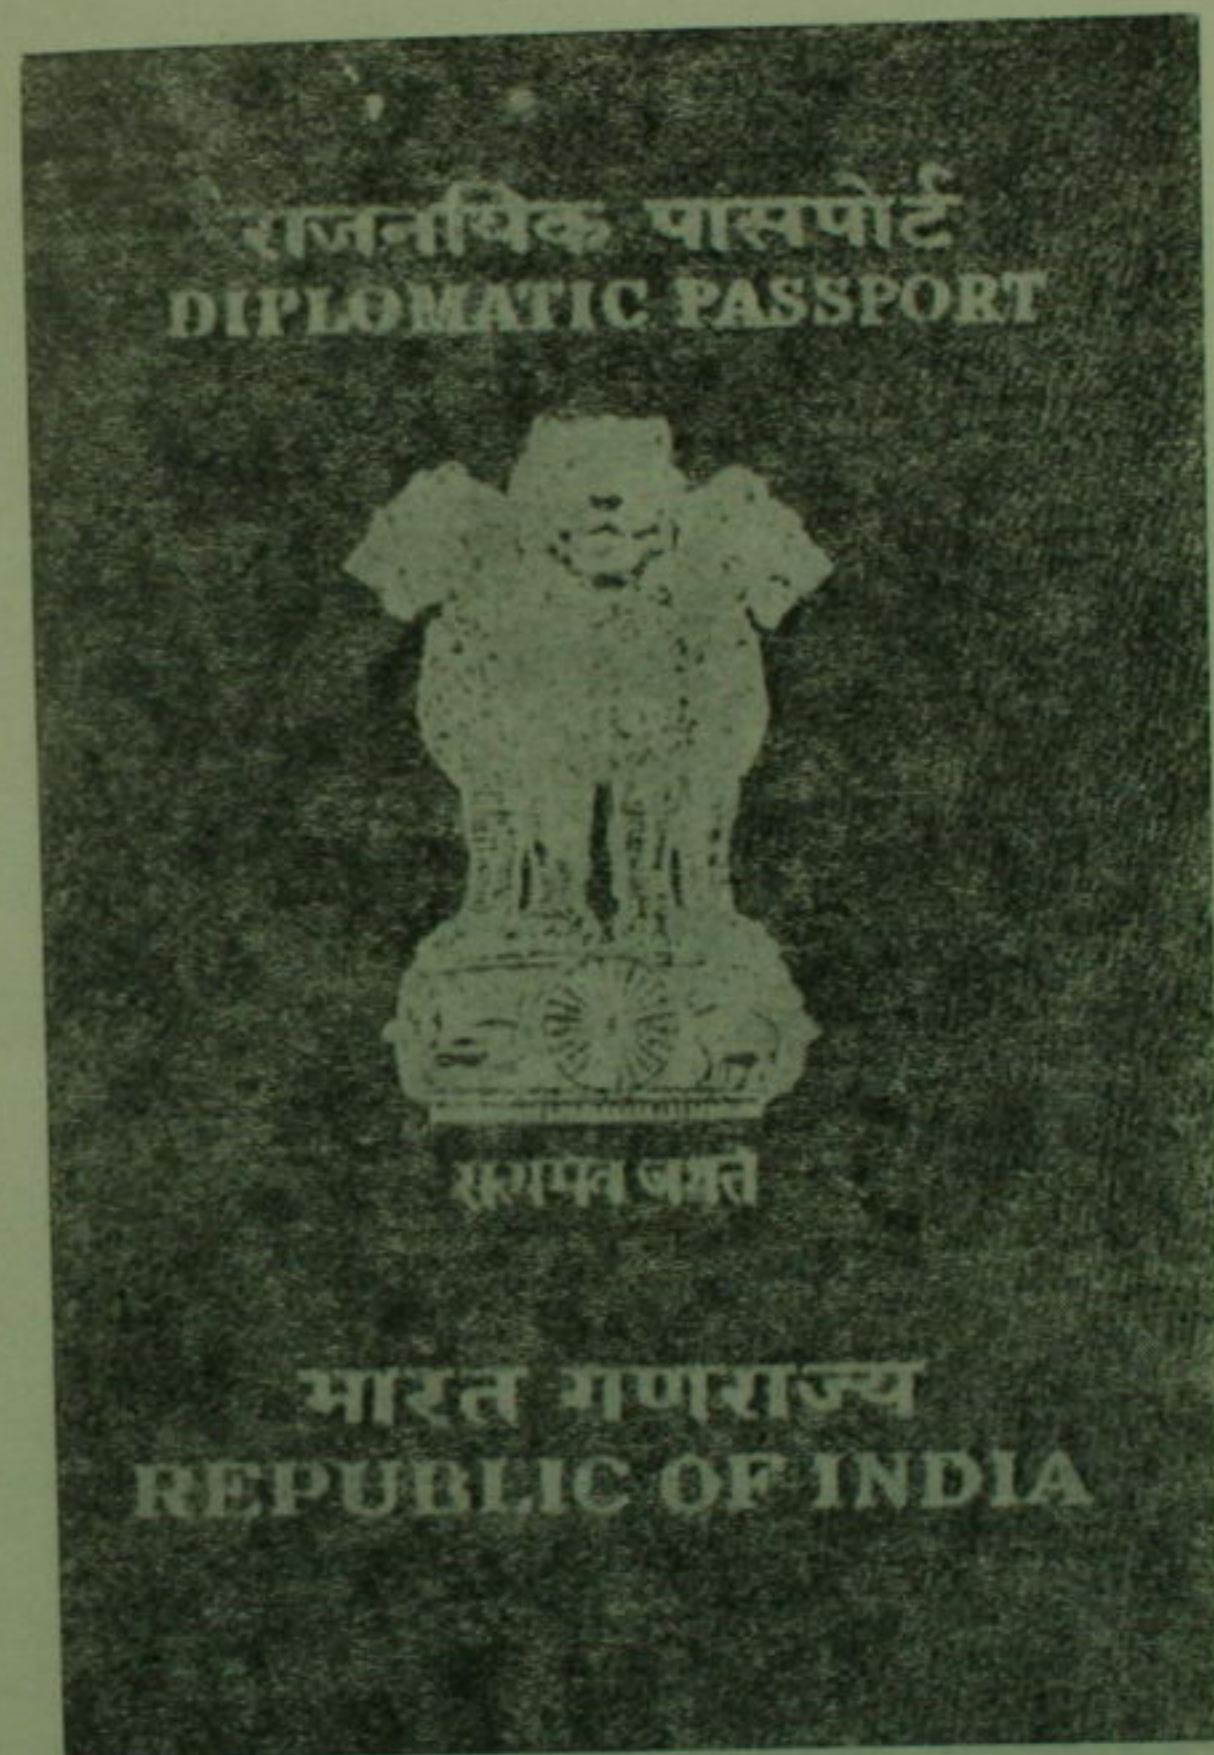 राजनयिक पासपोर्ट
DIPLOMATIC PASSPORT
सत्यमेव जयते
भारत गणराज्य
REPUBLIC OF INDIA